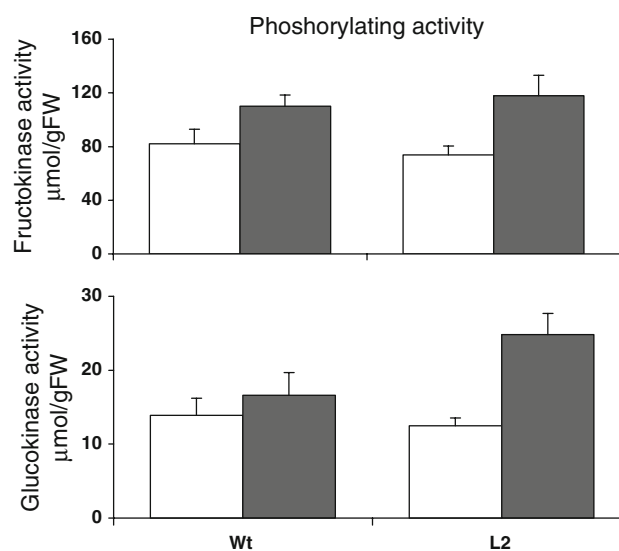 Phoshorylating activity
Fructokinase activity
µmol/gFW
160
120
80
40
0
Glucokinase activity
µmol/gFW
30
20
10
0
Wt
L2